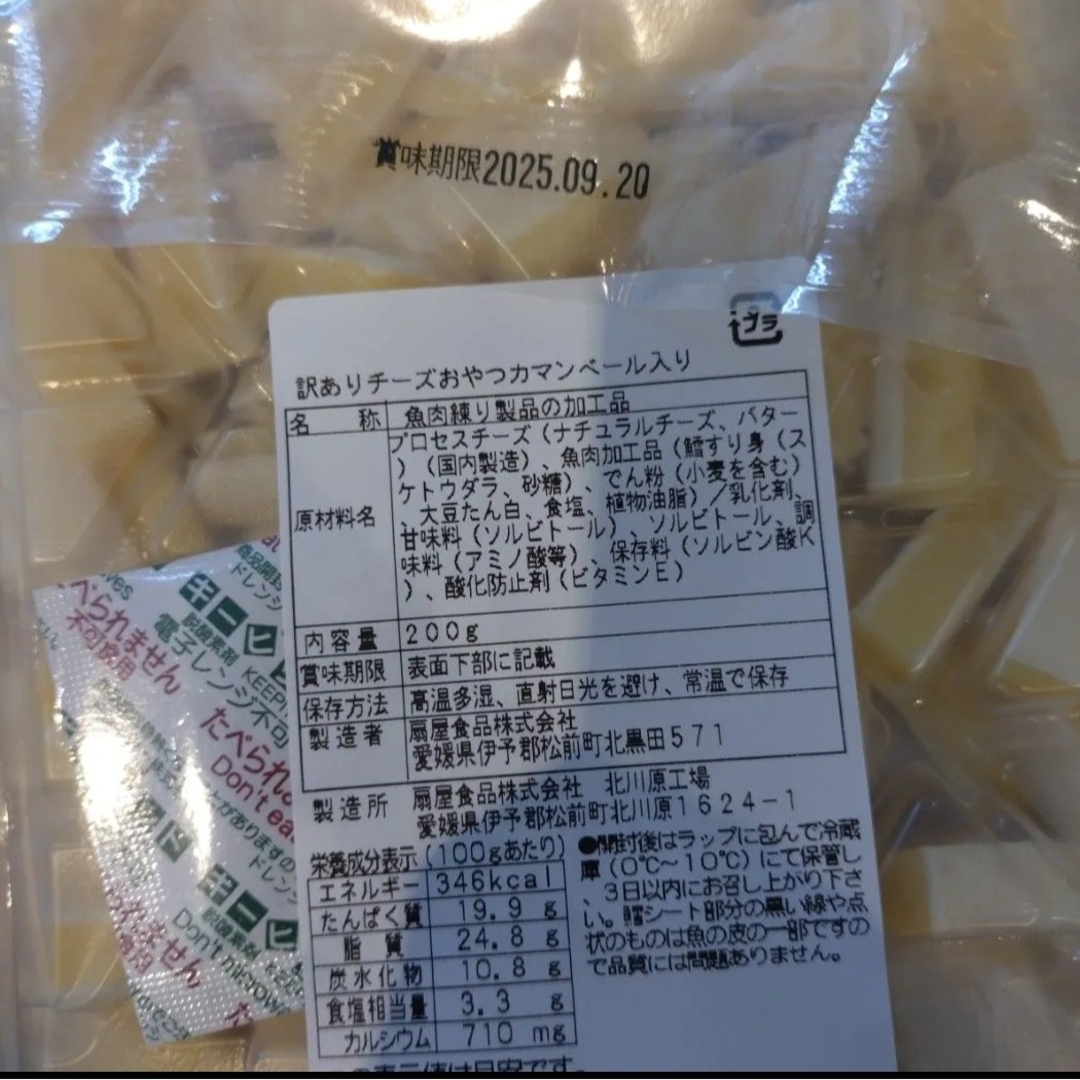 賞味期限2025.09.20
プラ
訳ありチーズおやつカマンベール入り
名称 魚肉練り製品の加工品
原材料名
プロセスチーズ（ナチュラルチーズ、バター
）（国内製造）、魚肉加工品（鱈すり身（ス
ケトウダラ、砂糖）、でん粉（小麦を含む）
、大豆たん白、食塩、植物油脂）／乳化剤、
甘味料（ソルビトール）、ソルビトール、調
味料（アミノ酸等）、保存料（ソルビン酸K
）、酸化防止剤（ビタミンE）
内容量 200g
賞味期限 表面下部に記載
保存方法 高温多湿、直射日光を避け、常温で保存
製造者 扇屋食品株式会社
愛媛県伊予郡松前町北黒田571
製造所 扇屋食品株式会社 北川原工場
愛媛県伊予郡松前町北川原1624-1
栄養成分表示（100gあたり）
エネルギー 346kcal
たんぱく質 19.9 g
脂質 24.8 g
炭水化物 10.8 g
食塩相当量 3.3 g
カルシウム 710 mg
●開封後はラップに包んで冷蔵
庫（0℃～10℃）にて保管し
、3日以内にお召し上がり下さ
い。鱈シート部分の黒い線や点
状のものは魚の皮の一部ですの
で品質には問題ありません。
べられません
不可食用
脱酸素剤 KEEP
電子レンジ不可
たべられ
Don't ea
脱酸素剤
Don't microw